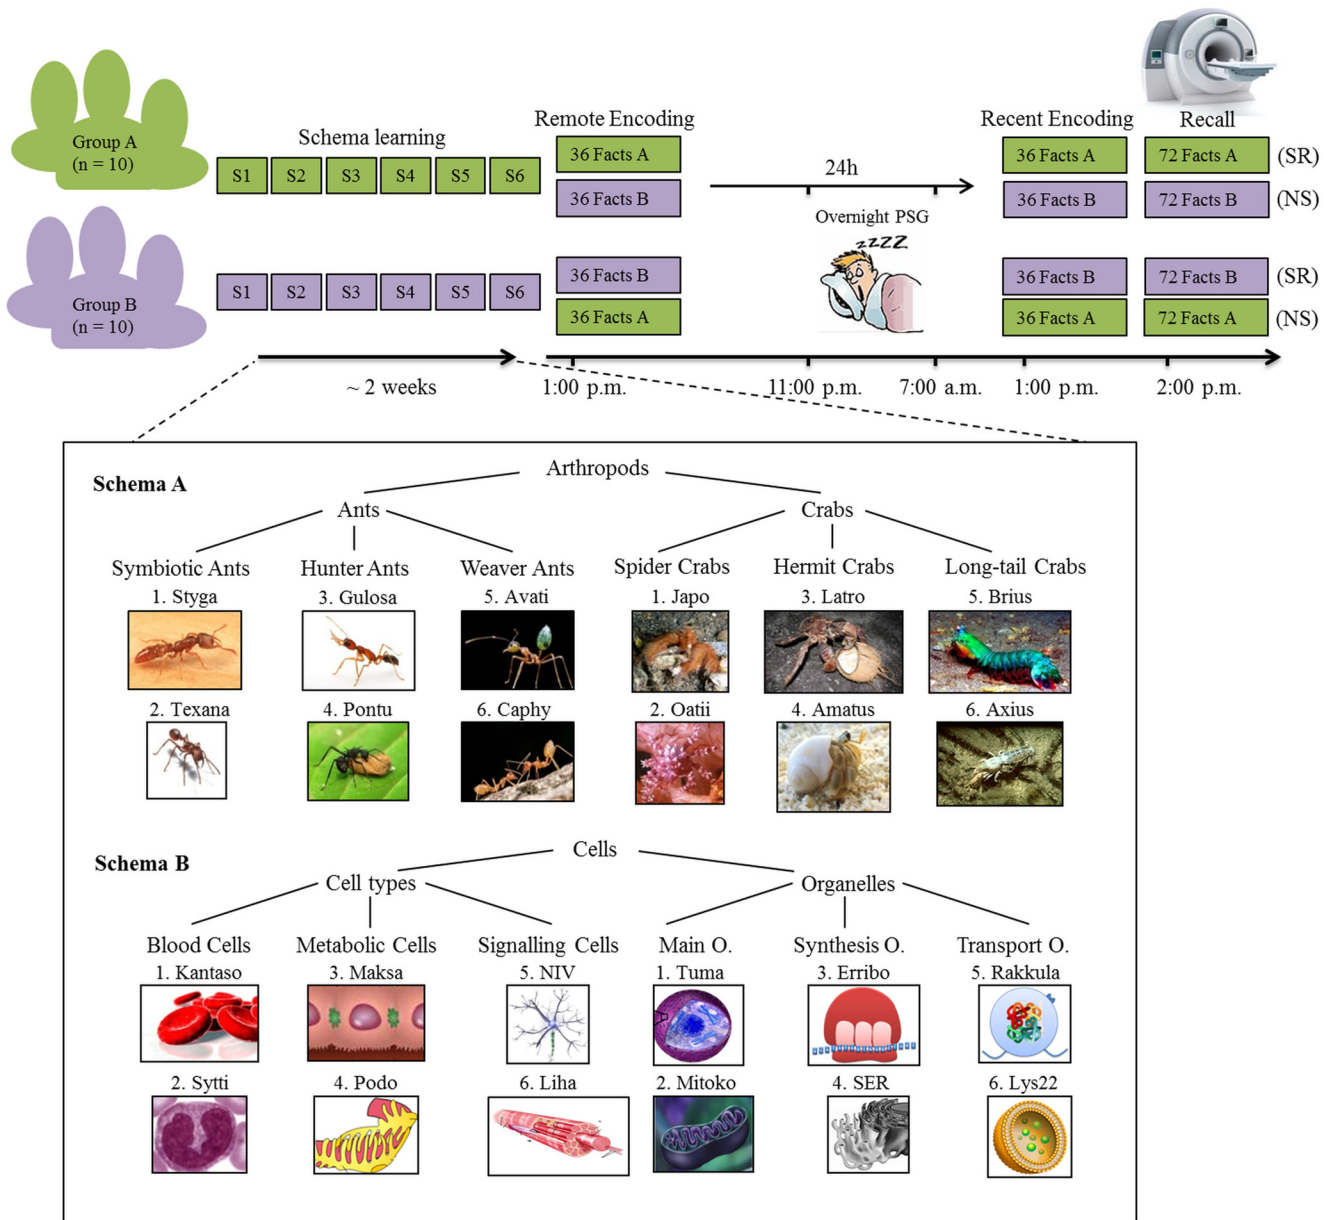 Group A
(n = 10)
Schema learning
Remote Encoding
Recent Encoding
Recall
S1 S2 S3 S4 S5 S6
36 Facts A
36 Facts B
24h
36 Facts A
36 Facts B
72 Facts A (SR)
72 Facts B (NS)
Overnight PSG
zzzz
Group B
(n = 10)
S1 S2 S3 S4 S5 S6
36 Facts B
36 Facts A
36 Facts B
36 Facts A
72 Facts B (SR)
72 Facts A (NS)
~ 2 weeks
1:00 p.m. 11:00 p.m. 7:00 a.m. 1:00 p.m. 2:00 p.m.
Schema A
Arthropods
Ants Crabs
Symbiotic Ants Hunter Ants Weaver Ants Spider Crabs Hermit Crabs Long-tail Crabs
1. Styga 3. Gulosa 5. Avati 1. Japo 3. Latro 5. Brius
2. Texana 4. Pontu 6. Caphy 2. Oatii 4. Amatus 6. Axius
Schema B
Cells
Cell types Organelles
Blood Cells Metabolic Cells Signalling Cells Main O. Synthesis O. Transport O.
1. Kantaso 3. Maksa 5. NIV 1. Tuma 3. Erribo 5. Rakkula
2. Sytti 4. Podo 6. Liha 2. Mitoko 4. SER 6. Lys22